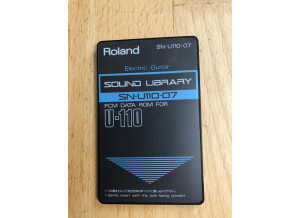 Roland
SN-U110-07
Electric Guitar
SOUND LIBRARY
SN-U110-07
PCM DATA ROM FOR
U-110